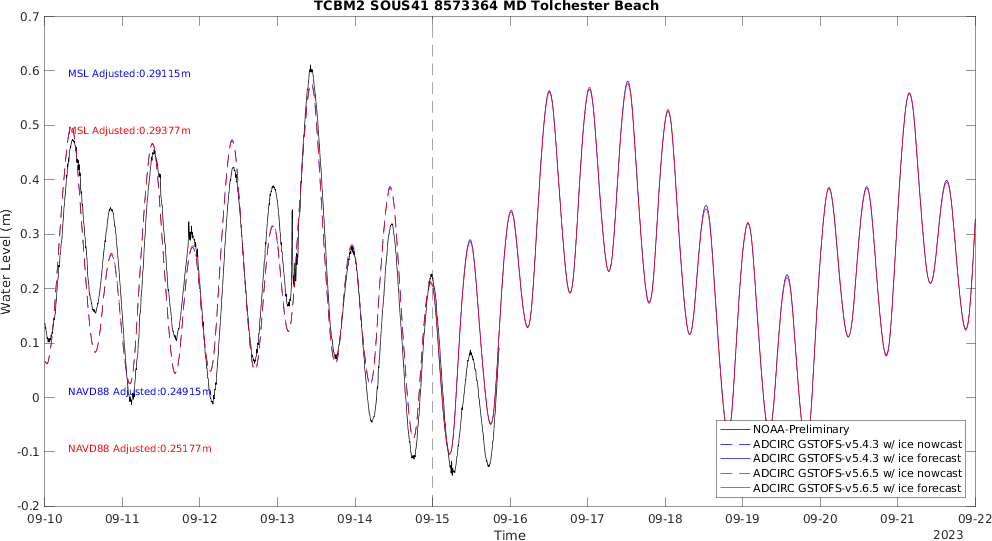 TCBM2 SOUS41 8573364 MD Tolchester Beach
0.7
0.6
0.5
0.4
0.3
0.2
0.1
0
-0.1
-0.2
Water Level (m)
MSL Adjusted:0.29115m
MSL Adjusted:0.29377m
NAVD88 Adjusted:0.24915m
NAVD88 Adjusted:0.25177m
NOAA-Preliminary
ADCIRC GSTOFS-v5.4.3 w/ ice nowcast
ADCIRC GSTOFS-v5.4.3 w/ ice forecast
ADCIRC GSTOFS-v5.6.5 w/ ice nowcast
ADCIRC GSTOFS-v5.6.5 w/ ice forecast
09-10 09-11 09-12 09-13 09-14 09-15 09-16 09-17 09-18 09-19 09-20 09-21 09-22
Time
2023